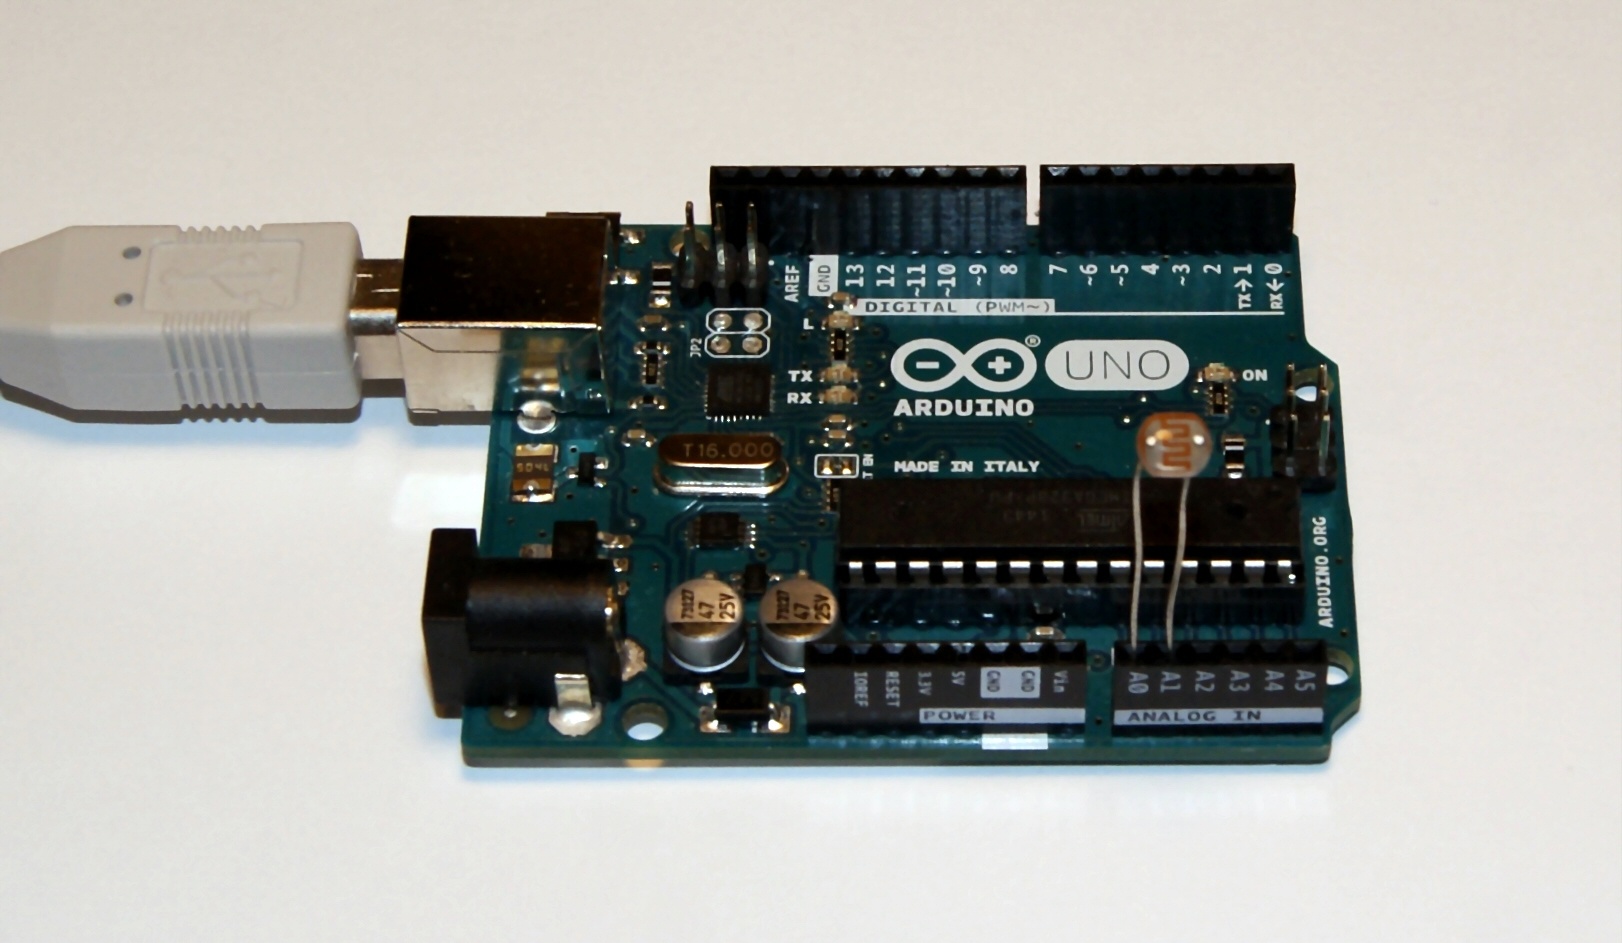 AREF
GND
13
12
~11
~10
~9
8
7
~6
~5
4
~3
2
TX→1
RX←0
DIGITAL (PWM~)
L
JP2
TX
RX
UNO
®
ON
ARDUINO
T16.000
MADE IN ITALY
ARDUINO.ORG
47
25V
47
25V
IOREF
RESET
3.3V
5V
GND
GND
Vin
A0
A1
A2
A3
A4
A5
POWER
ANALOG IN